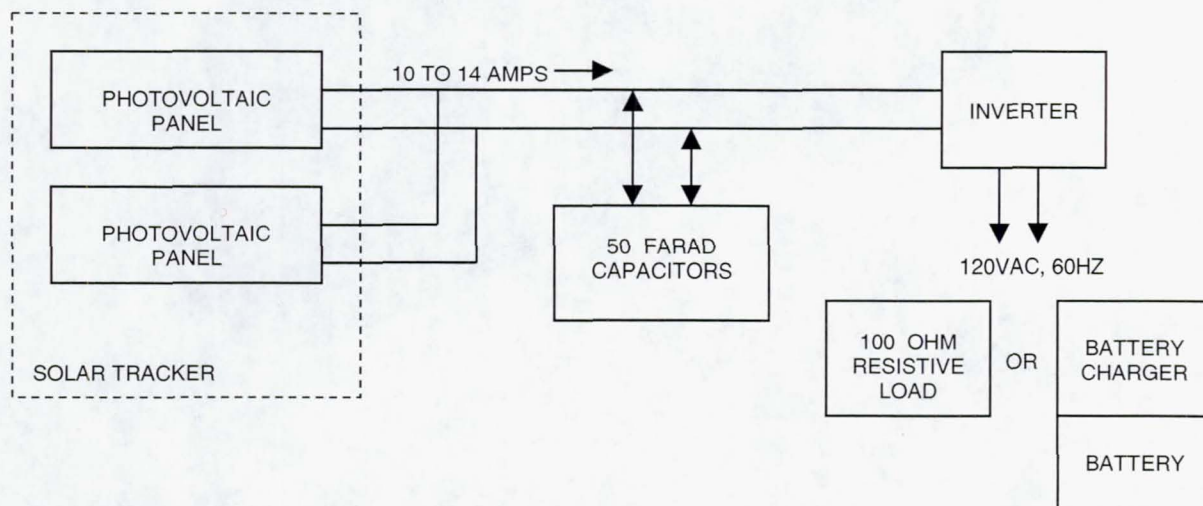 PHOTOVOLTAIC
PANEL
10 TO 14 AMPS
INVERTER
PHOTOVOLTAIC
PANEL
50 FARAD
CAPACITORS
120VAC, 60HZ
SOLAR TRACKER
100 OHM
RESISTIVE
LOAD
OR
BATTERY
CHARGER
BATTERY